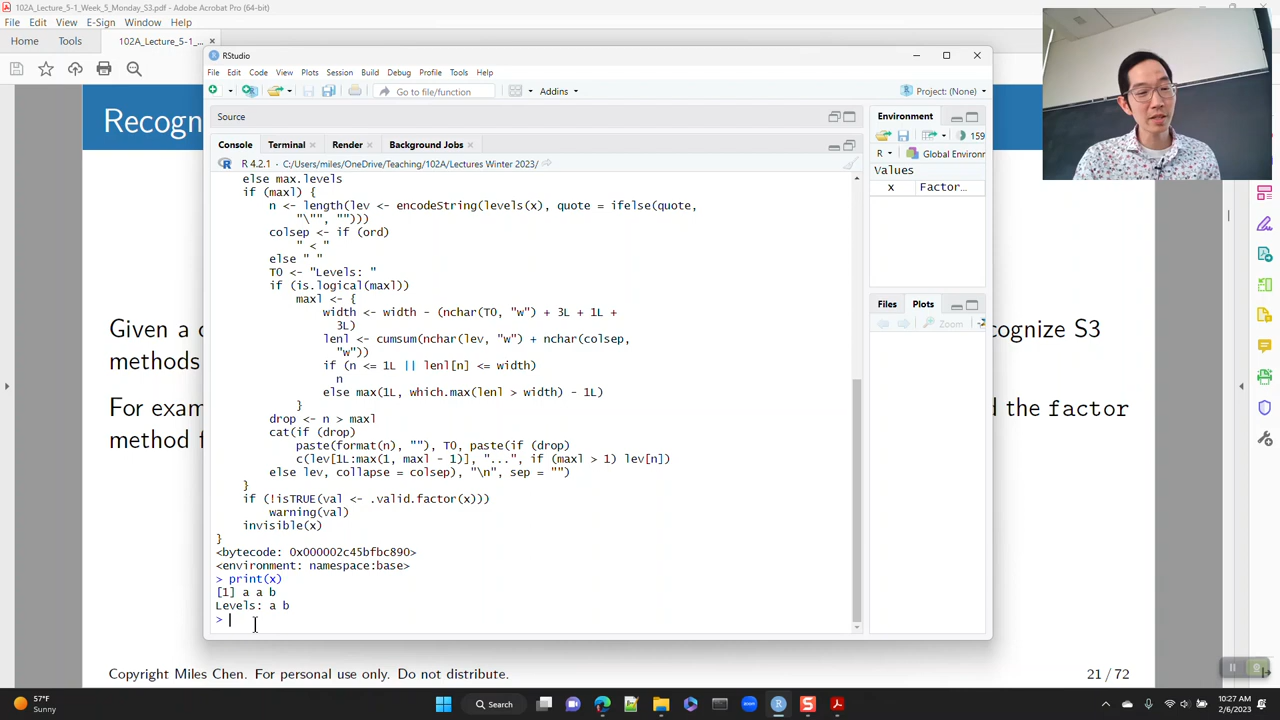 102A_Lecture_5-1_Week_5_Monday_S3.pdf - Adobe Acrobat Pro (64-bit)
File Edit View E-Sign Window Help
Home Tools 102A_Lecture_5-1_...
Recogn
Given a
cognize S3
methods
For exam
d the factor
method f
RStudio
File Edit Code View Plots Session Build Debug Profile Tools Help
Go to file/function Addins Project: (None)
Source
Console Terminal Render Background Jobs
R 4.2.1 · C:/Users/miles/OneDrive/Teaching/102A/Lectures Winter 2023/
else max.levels
if (maxl) {
n <- length(lev <- encodeString(levels(x), quote = ifelse(quote,
"\"", "")))
colsep <- if (ord)
" < "
else " "
T0 <- "Levels: "
if (is.logical(maxl))
maxl <- {
width <- width - (nchar(T0, "w") + 3L + 1L +
3L)
lenl <- cumsum(nchar(lev, "w") + nchar(colsep,
"w"))
if (n <= 1L || lenl[n] <= width)
n
else max(1L, which.max(lenl > width) - 1L)
}
drop <- n > maxl
cat(if (drop)
paste(format(n), ""), T0, paste(if (drop)
c(lev[1L:max(1, maxl - 1)], "...", if (maxl > 1) lev[n])
else lev, collapse = colsep), "\n", sep = "")
}
if (!isTRUE(val <- .valid.factor(x)))
warning(val)
invisible(x)
}
<bytecode: 0x000002c45bfbc890>
<environment: namespace:base>
> print(x)
[1] a a b
Levels: a b
>
Environment
159
R Global Environr
Values
x Factor...
Files Plots
Zoom
Copyright Miles Chen. For personal use only. Do not distribute.
21 / 72
57°F
Sunny
Search
10:27 AM
2/6/2023